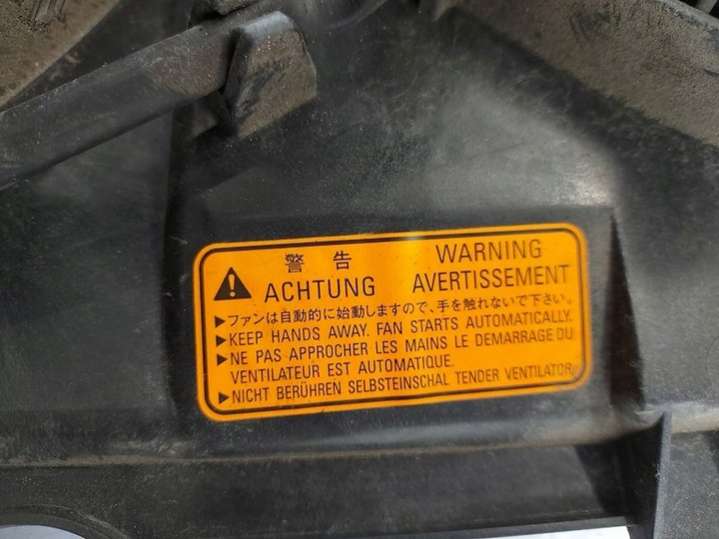 警告 WARNING
ACHTUNG AVERTISSEMENT
▶ファンは自動的に始動しますので、手を触れないで下さい。
▶KEEP HANDS AWAY. FAN STARTS AUTOMATICALLY.
▶NE PAS APPROCHER LES MAINS LE DEMARRAGE DU
VENTILATEUR EST AUTOMATIQUE.
▶NICHT BERÜHREN SELBSTEINSCHAL TENDER VENTILATOR.